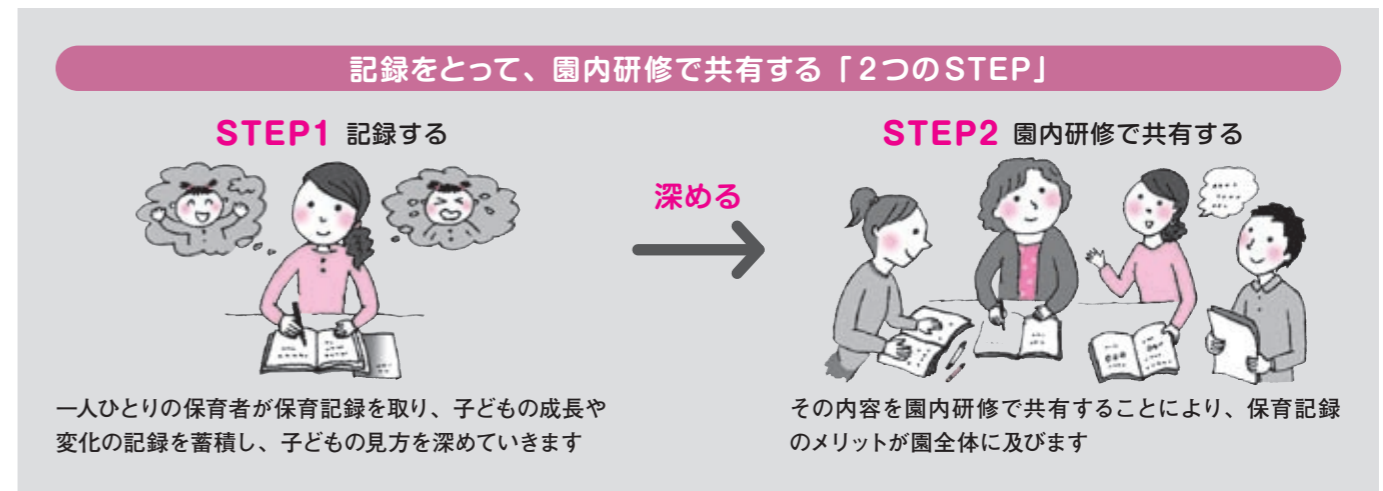 記録をとって、園内研修で共有する「2つのSTEP」
STEP1 記録する
深める
STEP2 園内研修で共有する
一人ひとりの保育者が保育記録を取り、子どもの成長や
変化の記録を蓄積し、子どもの見方を深めていきます
その内容を園内研修で共有することにより、保育記録
のメリットが園全体に及びます